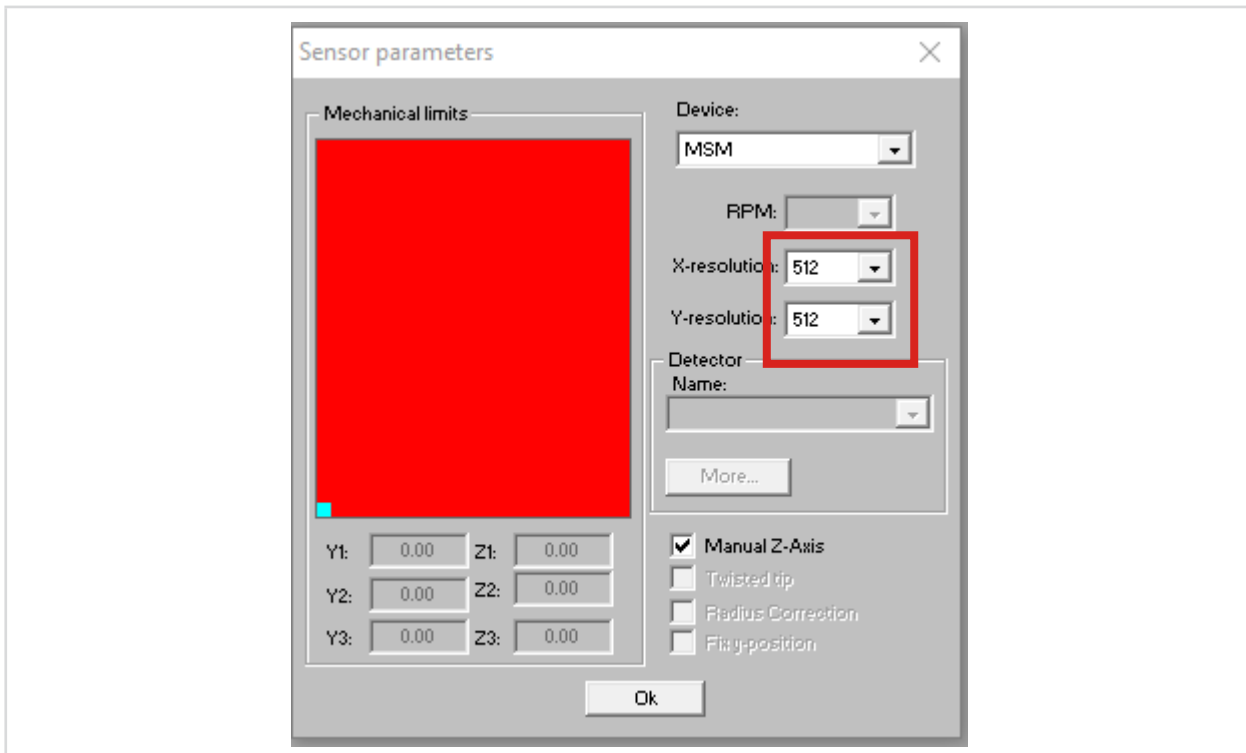 Sensor parameters
Mechanical limits
Y1: 0.00 Z1: 0.00
Y2: 0.00 Z2: 0.00
Y3: 0.00 Z3: 0.00
Device:
MSM
RPM:
X-resolution: 512
Y-resolution: 512
Detector
Name:
More...
Manual Z-Axis
Twisted tip
Radius Correction
Fix y-position
Ok